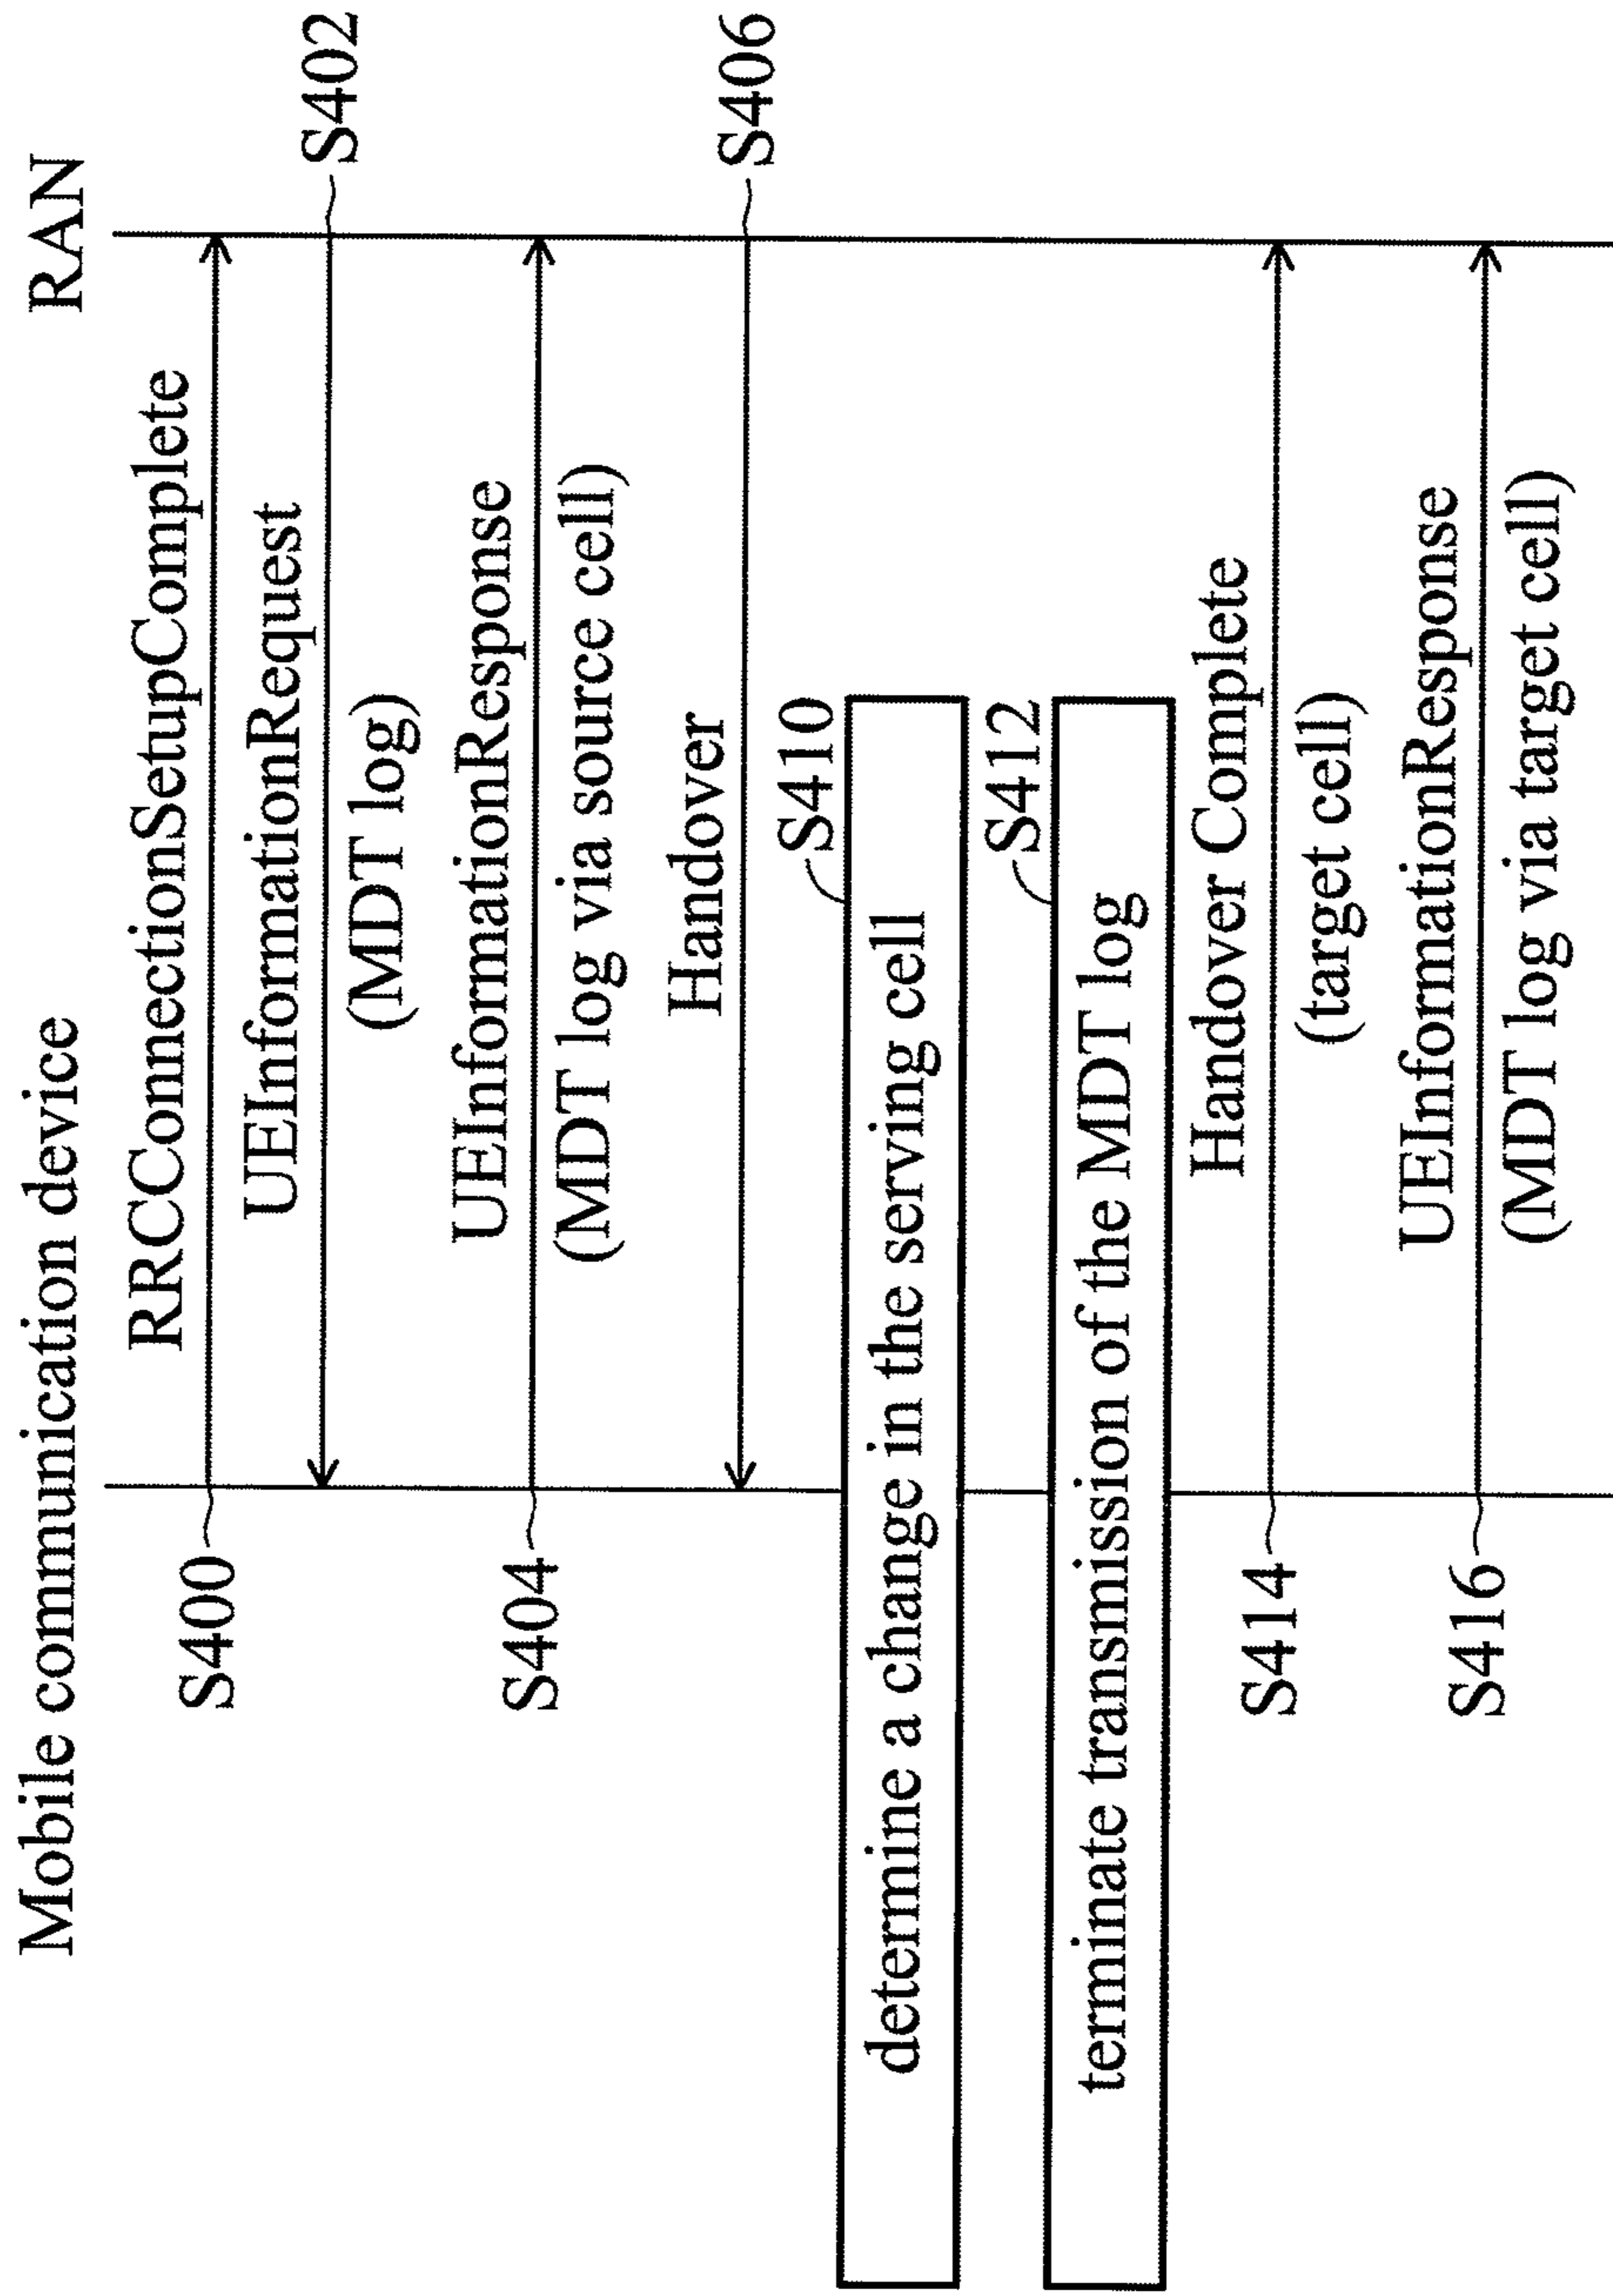 Mobile communication device
RAN
RRCConnectionSetupComplete
S400
UEInformationRequest
S402
(MDT log)
UEInformationResponse
S404
(MDT log via source cell)
Handover
S406
S410
determine a change in the serving cell
S412
terminate transmission of the MDT log
Handover Complete
S414
(target cell)
UEInformationResponse
S416
(MDT log via target cell)